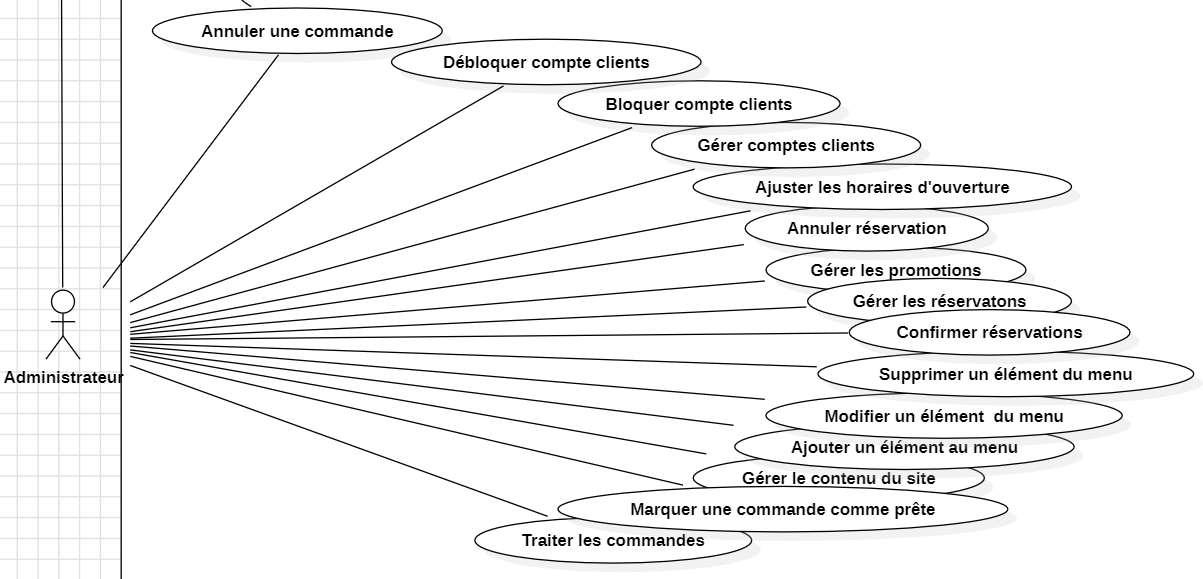 Annuler une commande
Débloquer compte clients
Bloquer compte clients
Gérer comptes clients
Ajuster les horaires d'ouverture
Annuler réservation
Gérer les promotions
Gérer les réservatons
Confirmer réservations
Administrateur
Supprimer un élément du menu
Modifier un élément  du menu
Ajouter un élément au menu
Gérer le contenu du site
Marquer une commande comme prête
Traiter les commandes